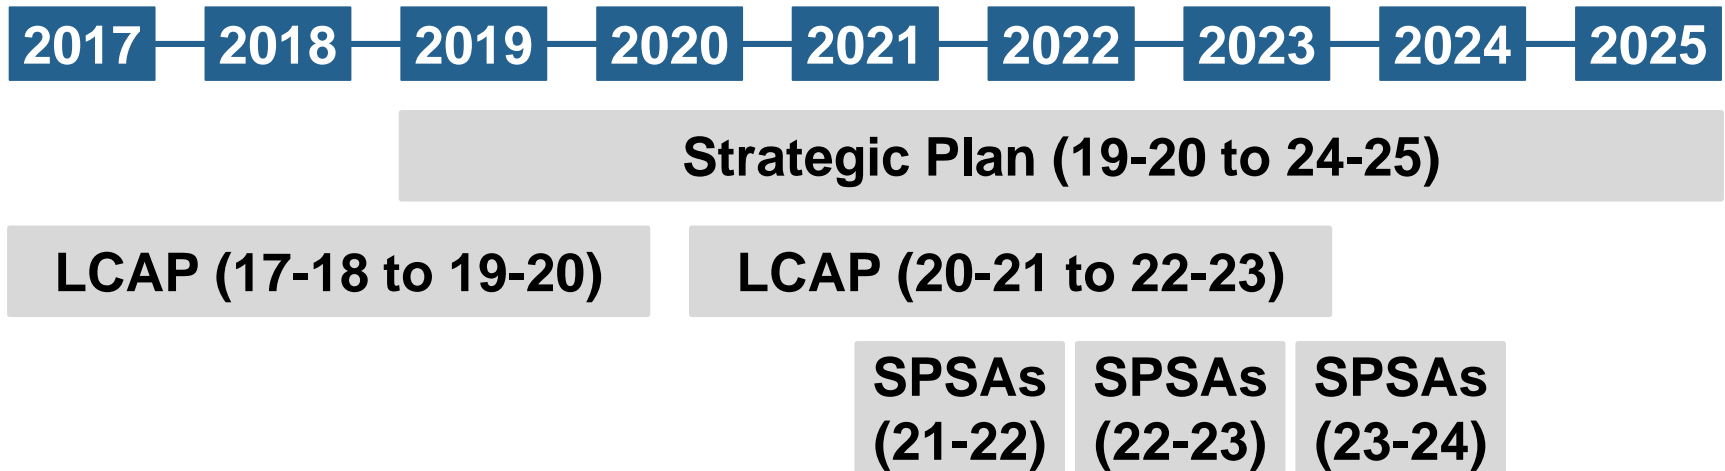 2017 2018 2019 2020 2021 2022 2023 2024 2025
Strategic Plan (19-20 to 24-25)
LCAP (17-18 to 19-20) LCAP (20-21 to 22-23)
SPSAs SPSAs SPSAs
(21-22) (22-23) (23-24)